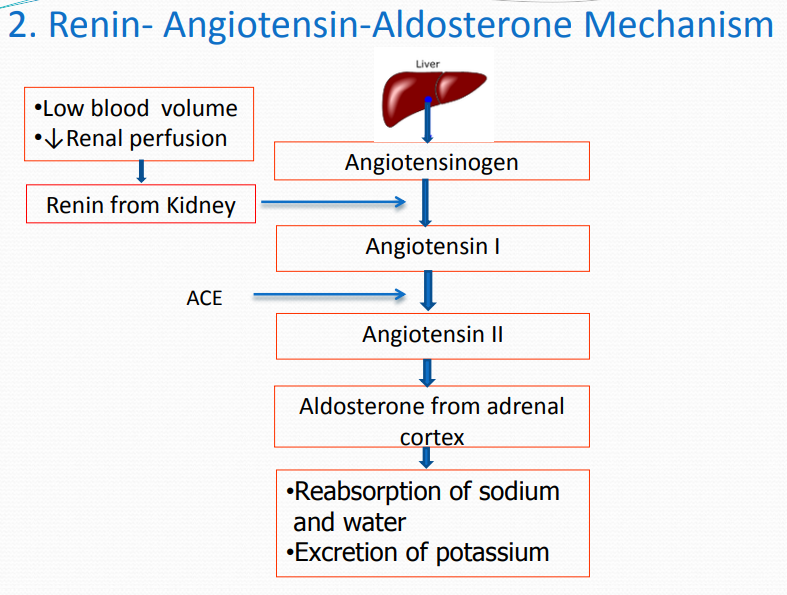 2. Renin- Angiotensin-Aldosterone Mechanism
Liver
•Low blood volume
•↓Renal perfusion
Angiotensinogen
Renin from Kidney
Angiotensin I
ACE
Angiotensin II
Aldosterone from adrenal
cortex
•Reabsorption of sodium
and water
•Excretion of potassium